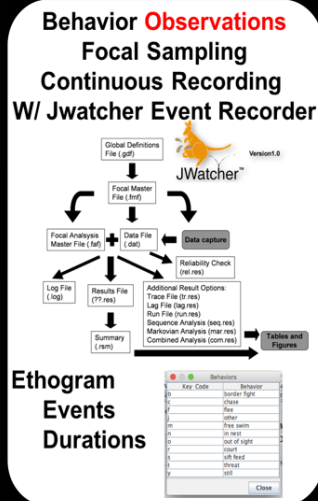 Behavior Observations
Focal Sampling
Continuous Recording
W/ Jwatcher Event Recorder
Global Definitions
File (.gdf)
Version1.0
JWatcher™
Focal Master
File (.fmf)
Focal Analysis
Master File (.faf)
+
Data File
(.dat)
Data capture
Reliability Check
(rel.res)
Log File
(.log)
Results File
(??.res)
Additional Result Options:
Trace File (tr.res)
Lag File (lag.res)
Run File (run.res)
Sequence Analysis (seq.res)
Markovian Analysis (mar.res)
Combined Analysis (com.res)
Summary
(.rsm)
Tables and
Figures
Ethogram
Events
Durations
Behaviors
Key Code Behavior
b border fight
c chase
f flee
j other
m free swim
n in nest
o out of sight
r court
s sift feed
t threat
y still
Close